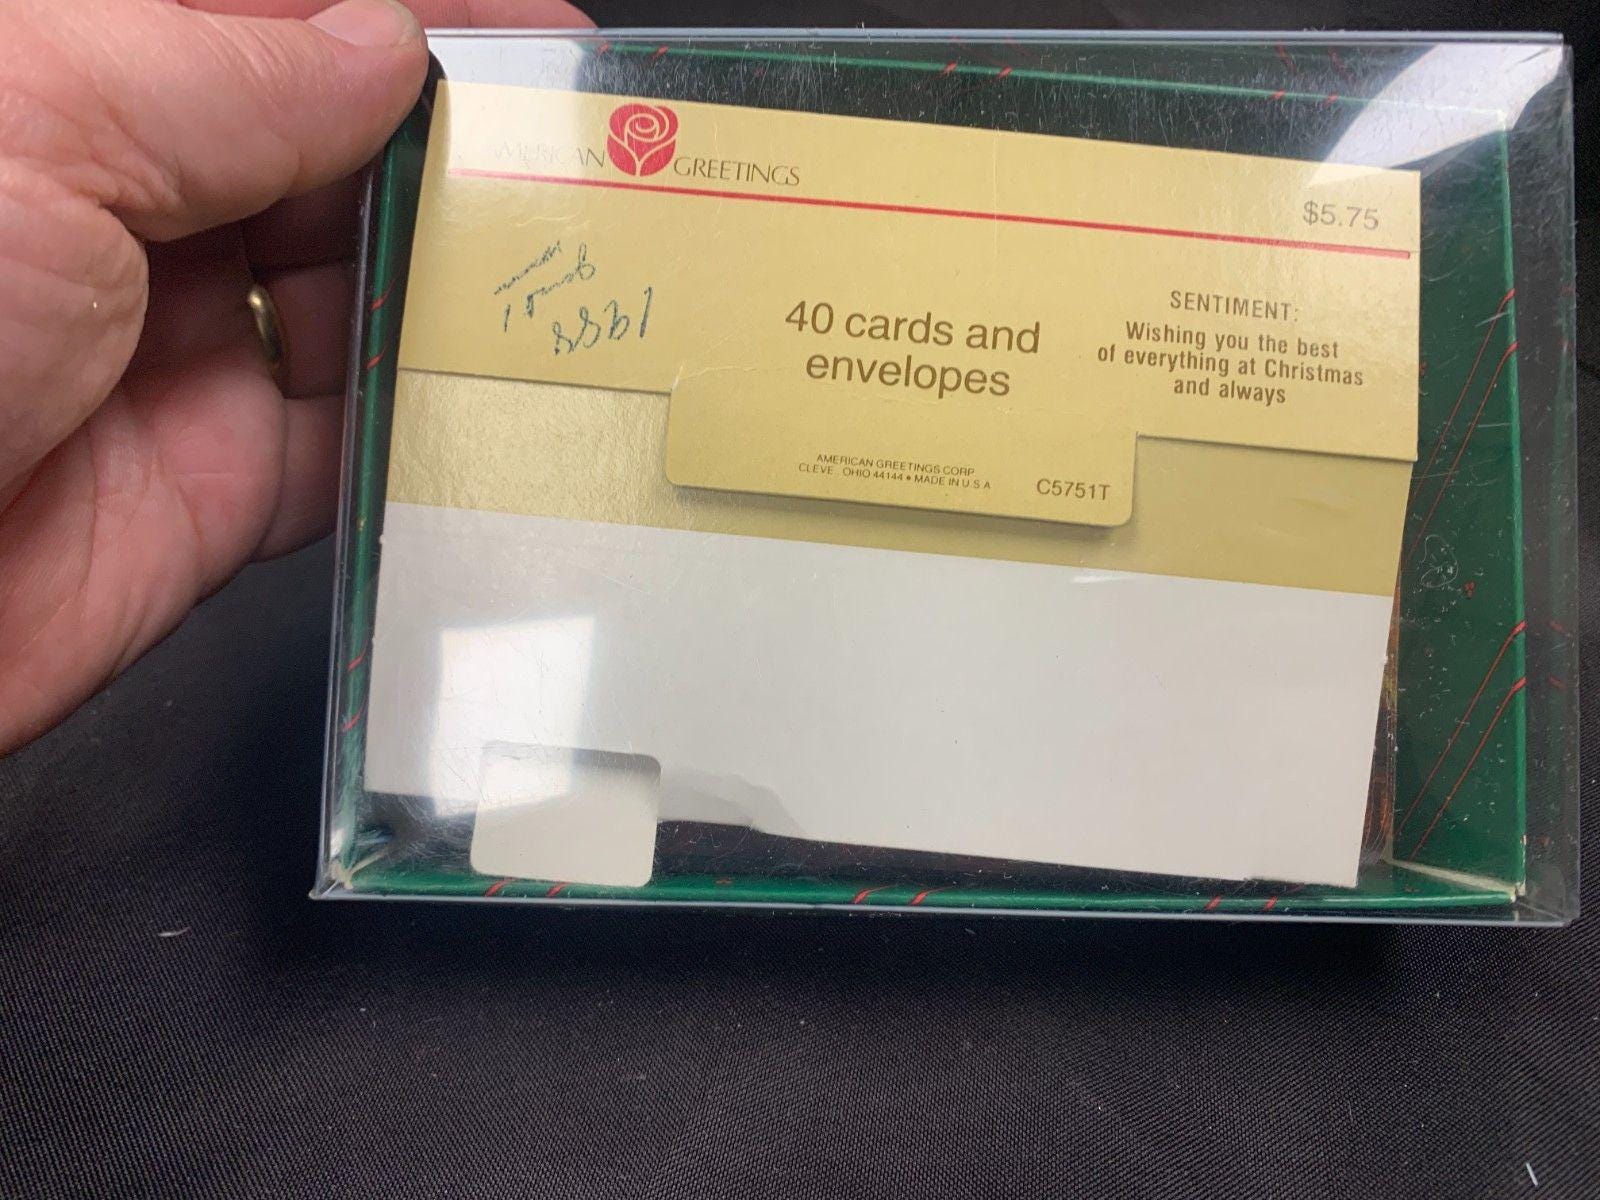 AMERICAN GREETINGS
$5.75
1988
40 cards and
envelopes
SENTIMENT:
Wishing you the best
of everything at Christmas
and always
AMERICAN GREETINGS CORP
CLEVE. OHIO 44144 • MADE IN U.S.A
C5751T